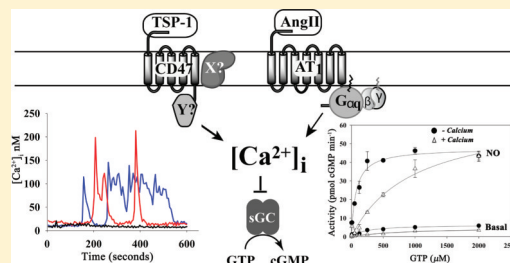 TSP-1
AngII
CD47
X?
AT1
Y?
Gαq β γ
[Ca2+]i
sGC
GTP cGMP
[Ca2+]i nM
250
200
150
100
50
0
0 200 400 600
Time (seconds)
- Calcium
+ Calcium
NO
Basal
Activity (pmol cGMP min-1)
60
50
40
30
20
10
0
0 500 1000 1500 2000
GTP (μM)